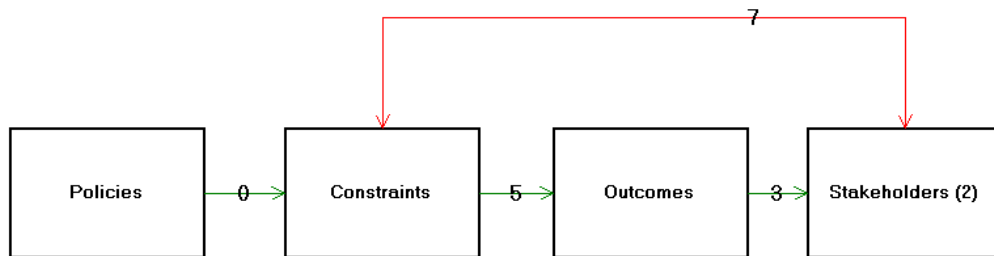 7
Policies
0
Constraints
5
Outcomes
3
Stakeholders (2)